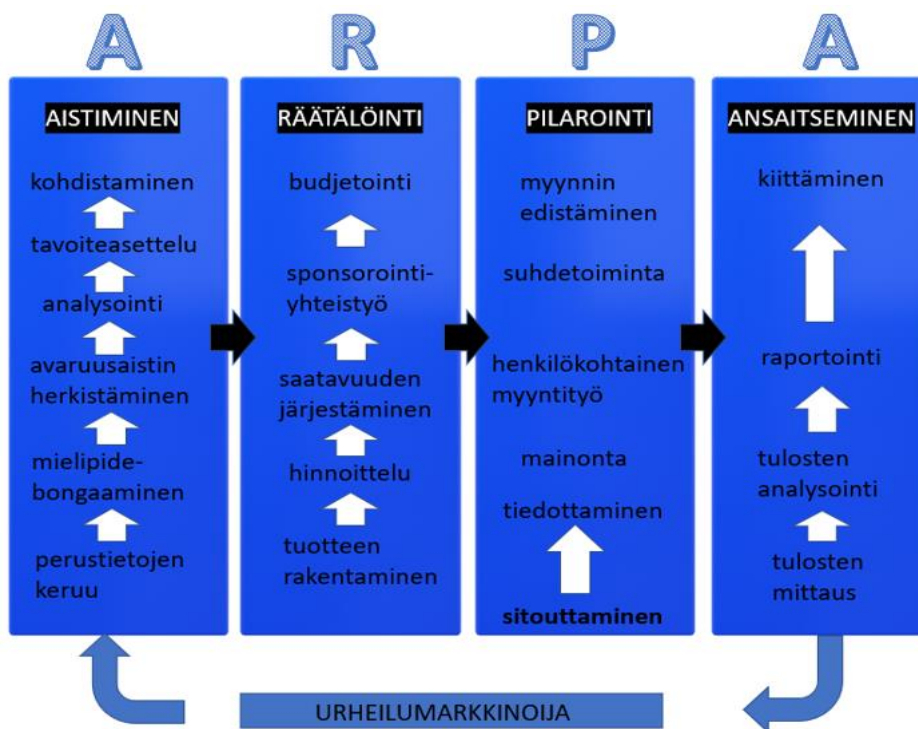 A
R
P
A
AISTIMINEN
kohdistaminen
tavoiteasettelu
analysointi
avaruusaistin
herkistäminen
mielipide-
bongaaminen
perustietojen
keruu
RÄÄTÄLÖINTI
budjetointi
sponsorointi-
yhteistyö
saatavuuden
järjestäminen
hinnoittelu
tuotteen
rakentaminen
PILAROINTI
myynnin
edistäminen
suhdetoiminta
henkilökohtainen
myyntityö
mainonta
tiedottaminen
sitouttaminen
ANSAITSEMINEN
kiittäminen
raportointi
tulosten
analysointi
tulosten
mittaus
URHEILUMARKKINOIJA